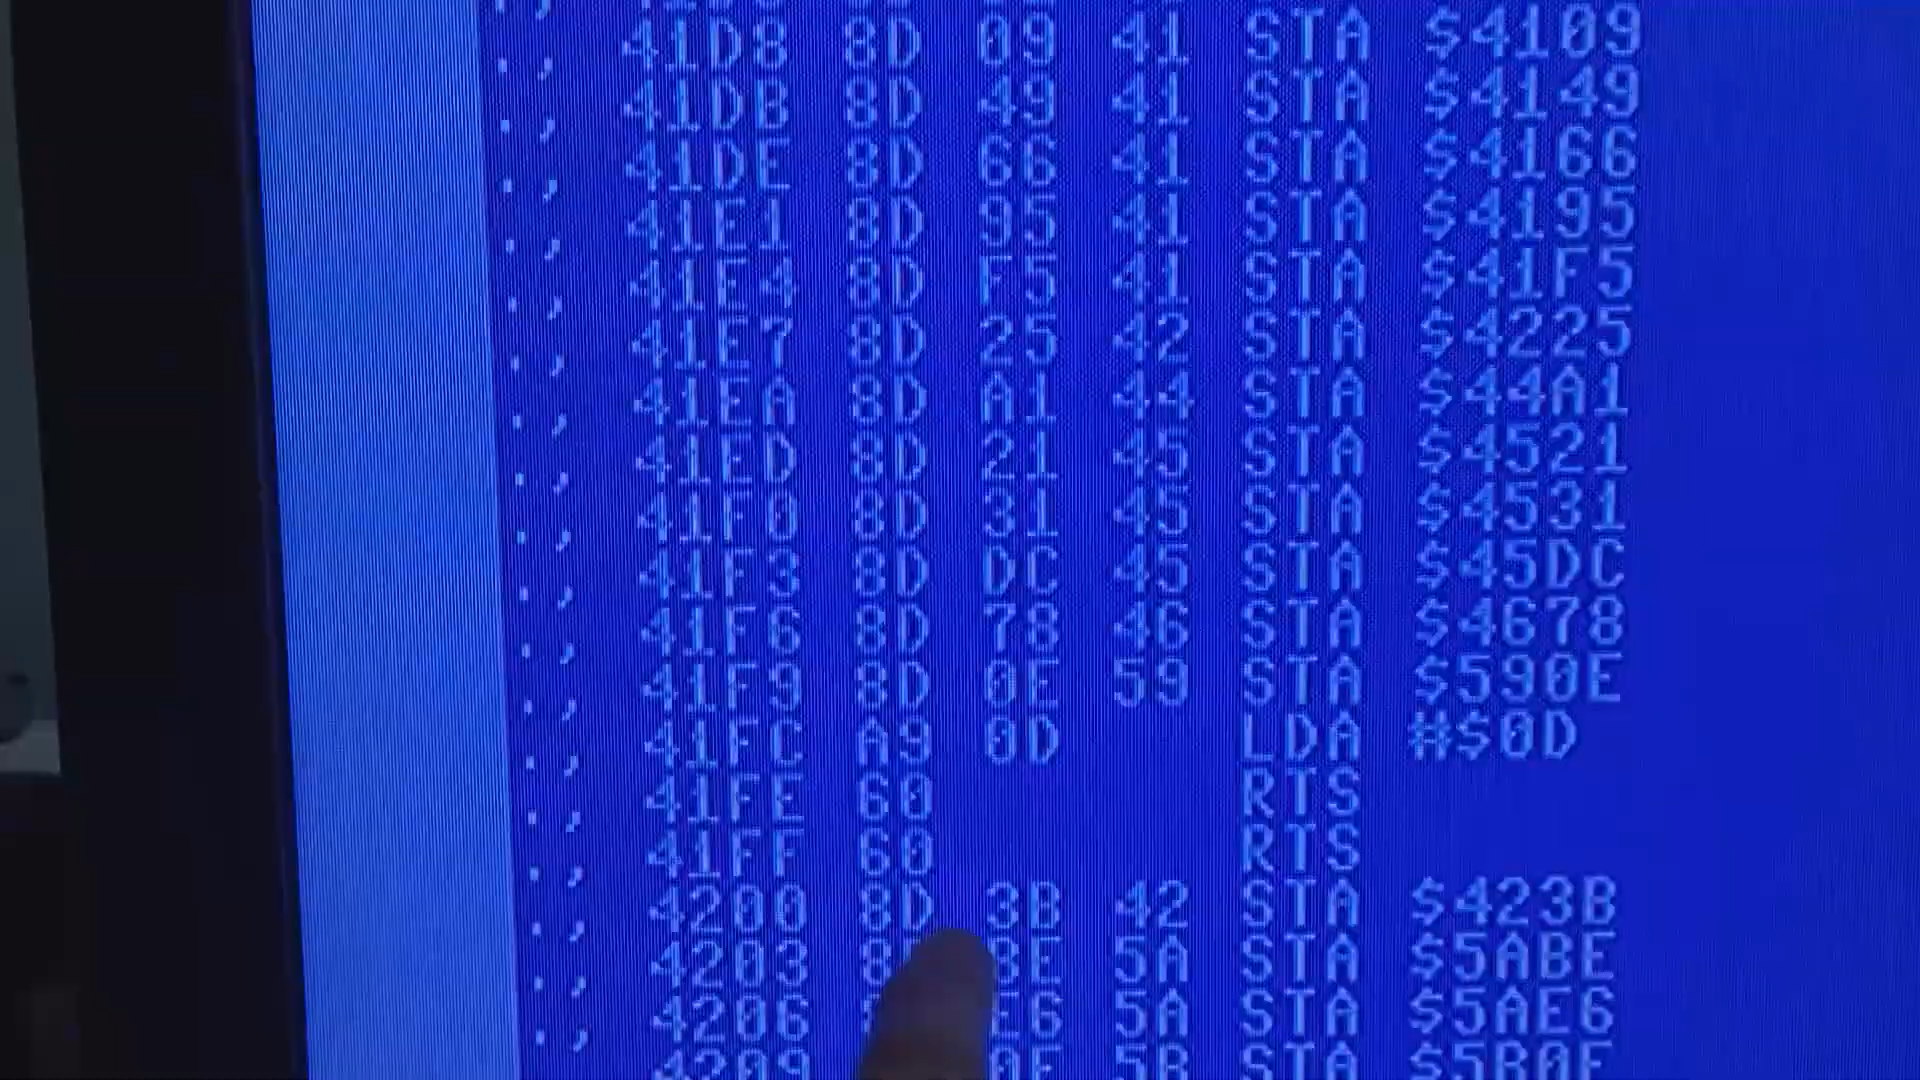 ., 41D8 8D 09 41 STA $4109
., 41DB 8D 49 41 STA $4149
., 41DE 8D 66 41 STA $4166
., 41E1 8D 95 41 STA $4195
., 41E4 8D F5 41 STA $41F5
., 41E7 8D 25 42 STA $4225
., 41EA 8D A1 44 STA $44A1
., 41ED 8D 21 45 STA $4521
., 41F0 8D 31 45 STA $4531
., 41F3 8D DC 45 STA $45DC
., 41F6 8D 78 46 STA $4678
., 41F9 8D 0E 59 STA $590E
., 41FC A9 0D LDA #$0D
., 41FE 60 RTS
., 41FF 60 RTS
., 4200 8D 3B 42 STA $423B
., 4203 BE 5A STA $5ABE
., 4206 E6 5A STA $5AE6
4209 5B STA